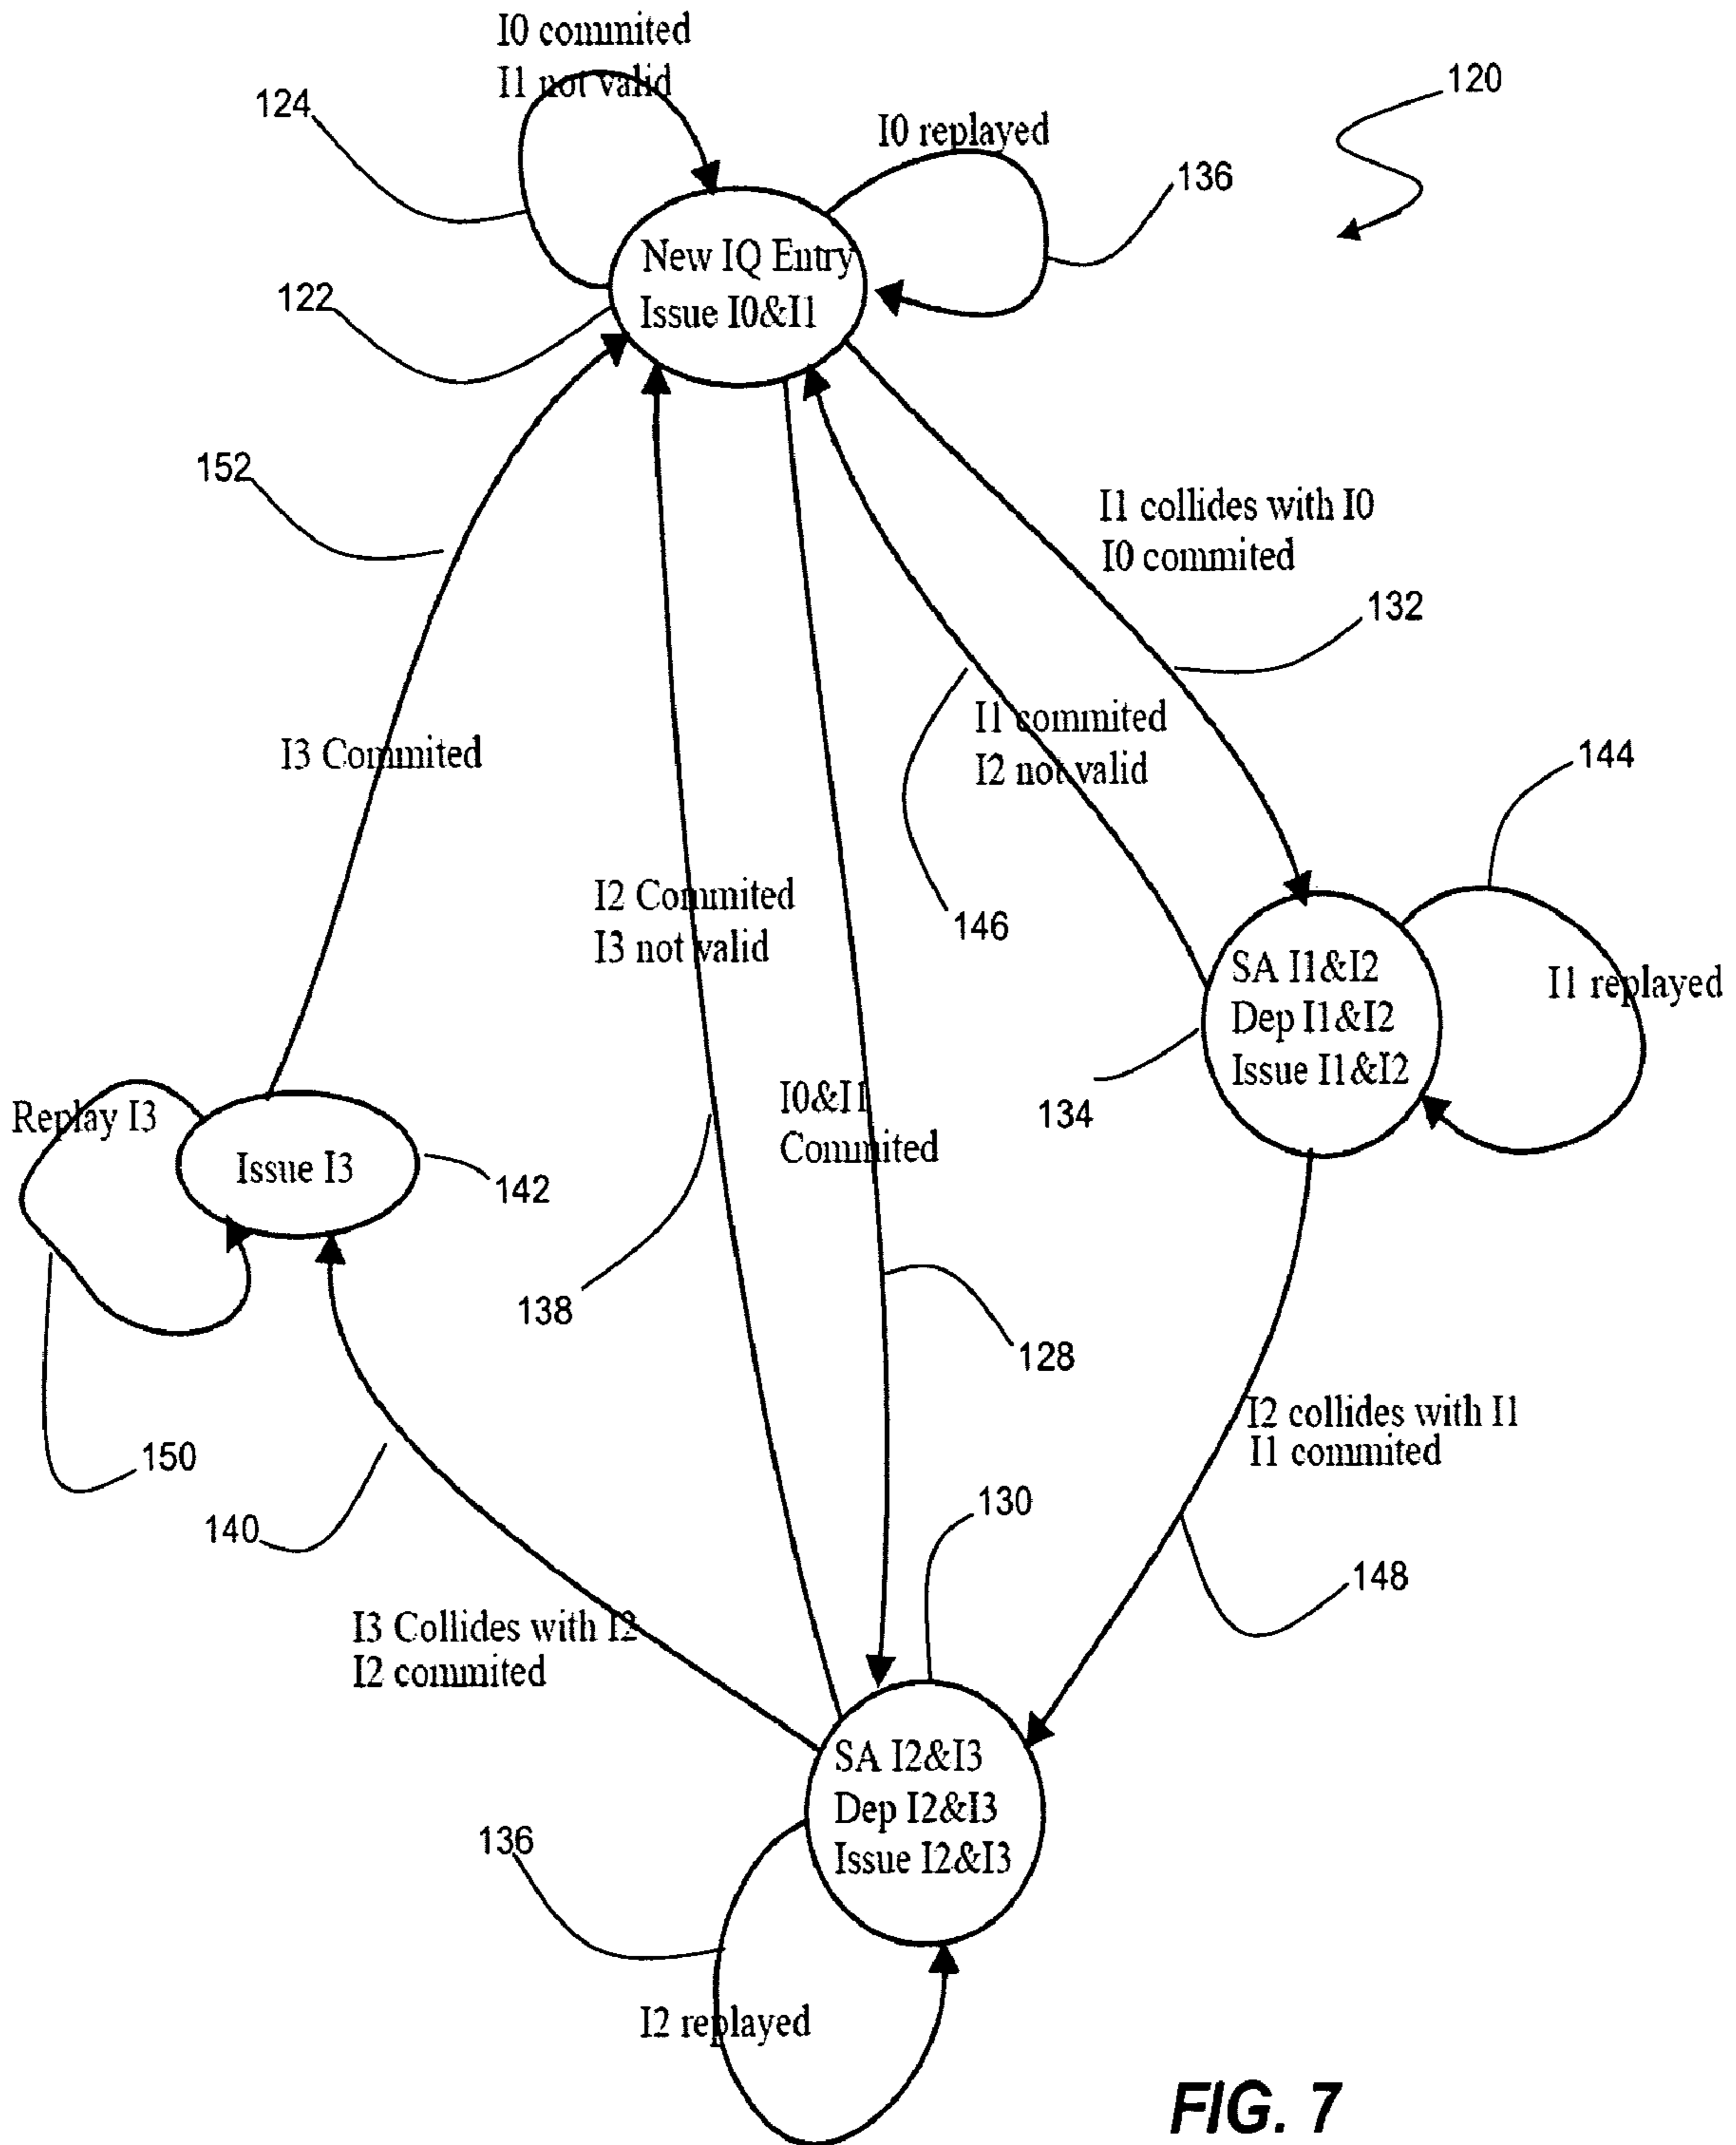 I0 commited
I1 not valid
124
120
I0 replayed
136
New IQ Entry
Issue I0&I1
122
152
I1 collides with I0
I0 commited
132
I1 commited
I2 not valid
144
I3 Commited
I2 Commited
I3 not valid
146
SA I1&I2
Dep I1&I2
Issue I1&I2
I1 replayed
134
I0&I1
Commited
Replay I3
Issue I3
142
138
128
I2 collides with I1
I1 commited
150
140
130
148
I3 Collides with I2
I2 commited
SA I2&I3
Dep I2&I3
Issue I2&I3
136
I2 replayed
FIG. 7